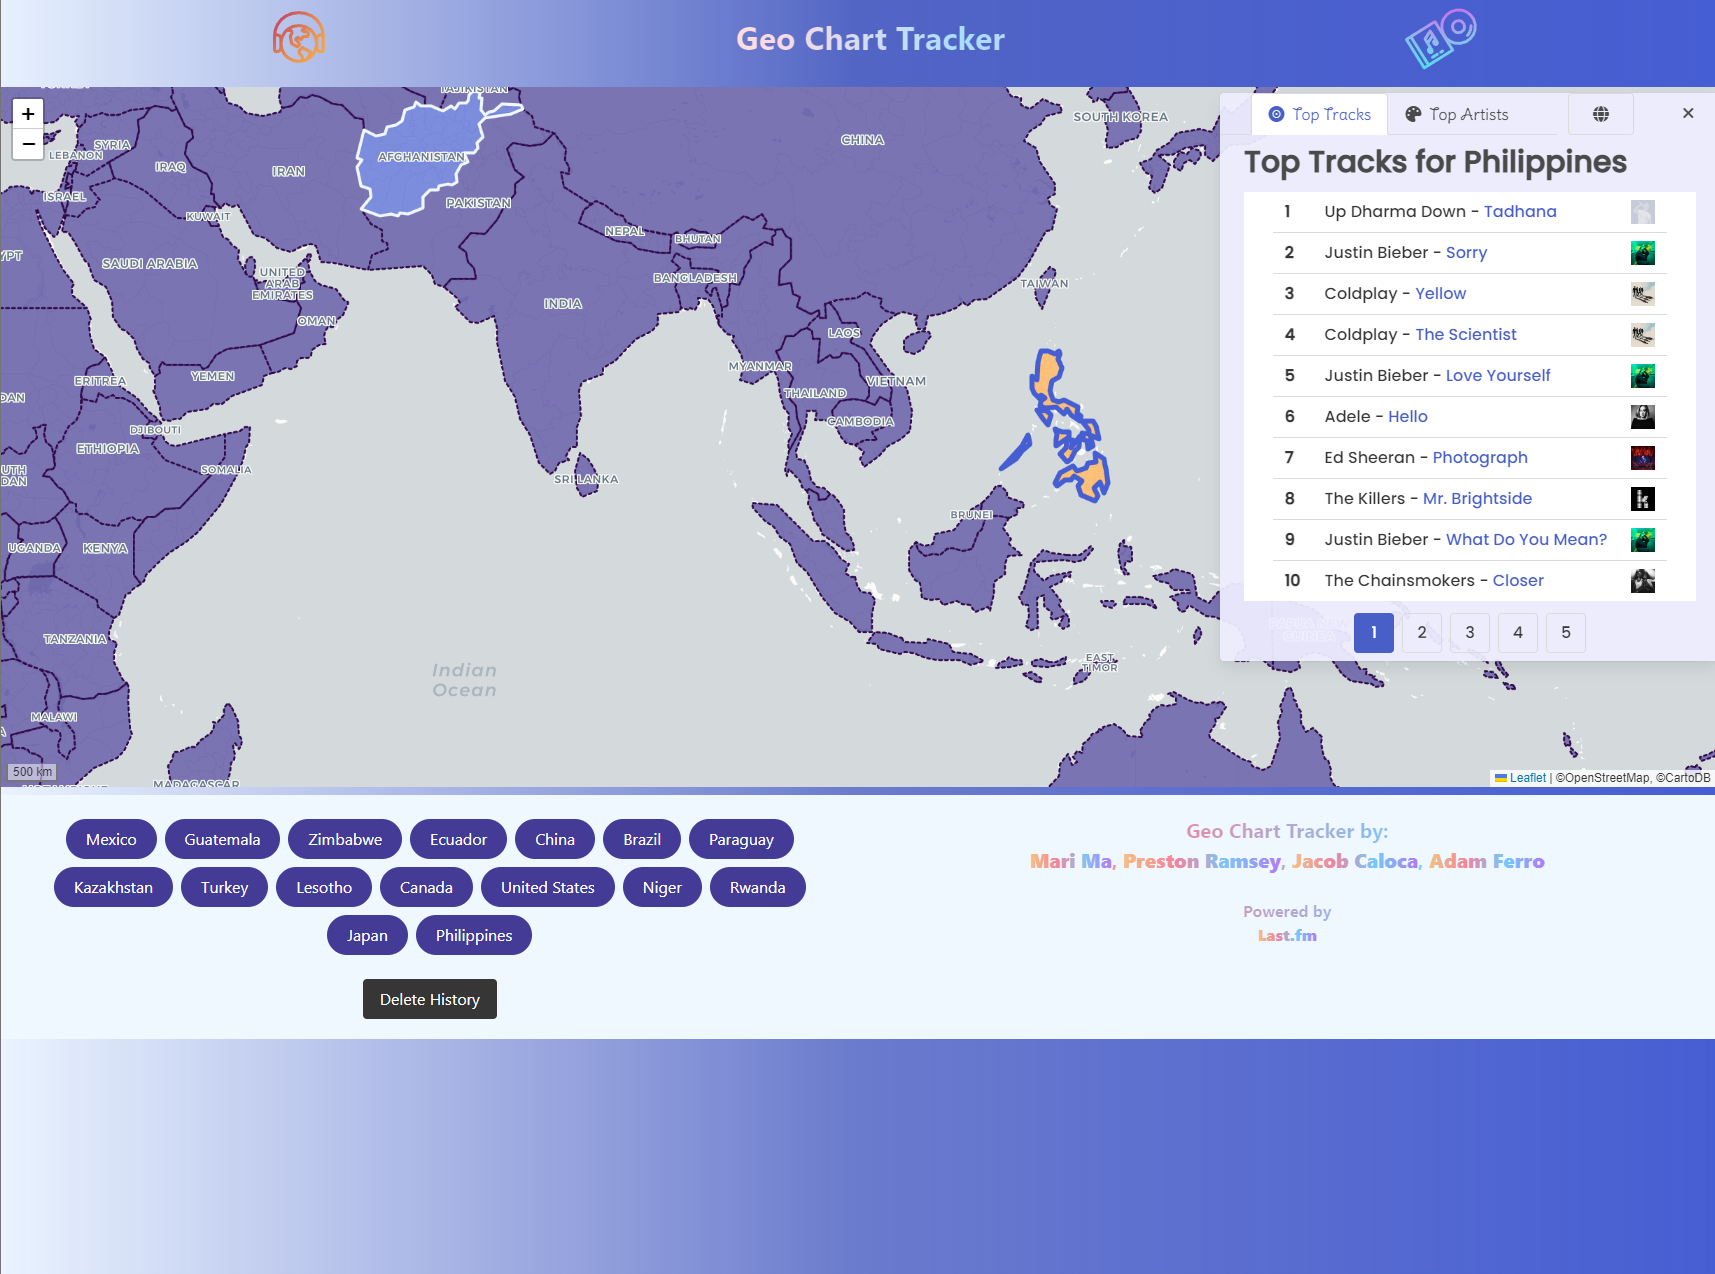 Geo Chart Tracker
+
−
TAJIKISTAN
SOUTH KOREA
CHINA
SYRIA
LEBANON
AFGHANISTAN
IRAQ
IRAN
ISRAEL
PAKISTAN
KUWAIT
NEPAL
BHUTAN
YPT
SAUDI ARABIA
UNITED
ARAB
EMIRATES
BANGLADESH
TAIWAN
INDIA
OMAN
LAOS
MYANMAR
YEMEN
ERITREA
VIETNAM
THAILAND
DAN
CAMBODIA
DJIBOUTI
ETHIOPIA
SOMALIA
UTH
DAN
SRI LANKA
BRUNEI
UGANDA
KENYA
TANZANIA
EAST
TIMOR
Indian
Ocean
MALAWI
MADAGASCAR
500 km
Top Tracks
Top Artists
×
Top Tracks for Philippines
1 Up Dharma Down - Tadhana
2 Justin Bieber - Sorry
3 Coldplay - Yellow
4 Coldplay - The Scientist
5 Justin Bieber - Love Yourself
6 Adele - Hello
7 Ed Sheeran - Photograph
8 The Killers - Mr. Brightside
9 Justin Bieber - What Do You Mean?
10 The Chainsmokers - Closer
1 2 3 4 5
Leaflet | ©OpenStreetMap, ©CartoDB
Mexico Guatemala Zimbabwe Ecuador China Brazil Paraguay
Kazakhstan Turkey Lesotho Canada United States Niger Rwanda
Japan Philippines
Delete History
Geo Chart Tracker by:
Mari Ma, Preston Ramsey, Jacob Caloca, Adam Ferro
Powered by
Last.fm